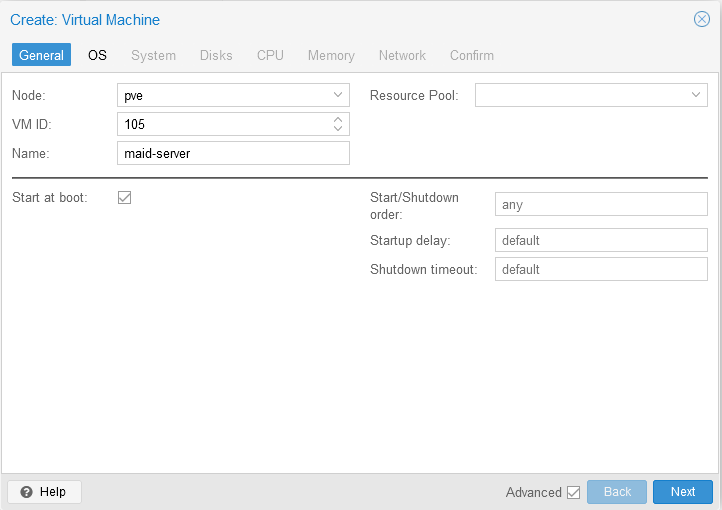 Create: Virtual Machine
General OS System Disks CPU Memory Network Confirm
Node: pve Resource Pool:
VM ID: 105
Name: maid-server
Start at boot: Start/Shutdown order: any
Startup delay: default
Shutdown timeout: default
Help Advanced Back Next